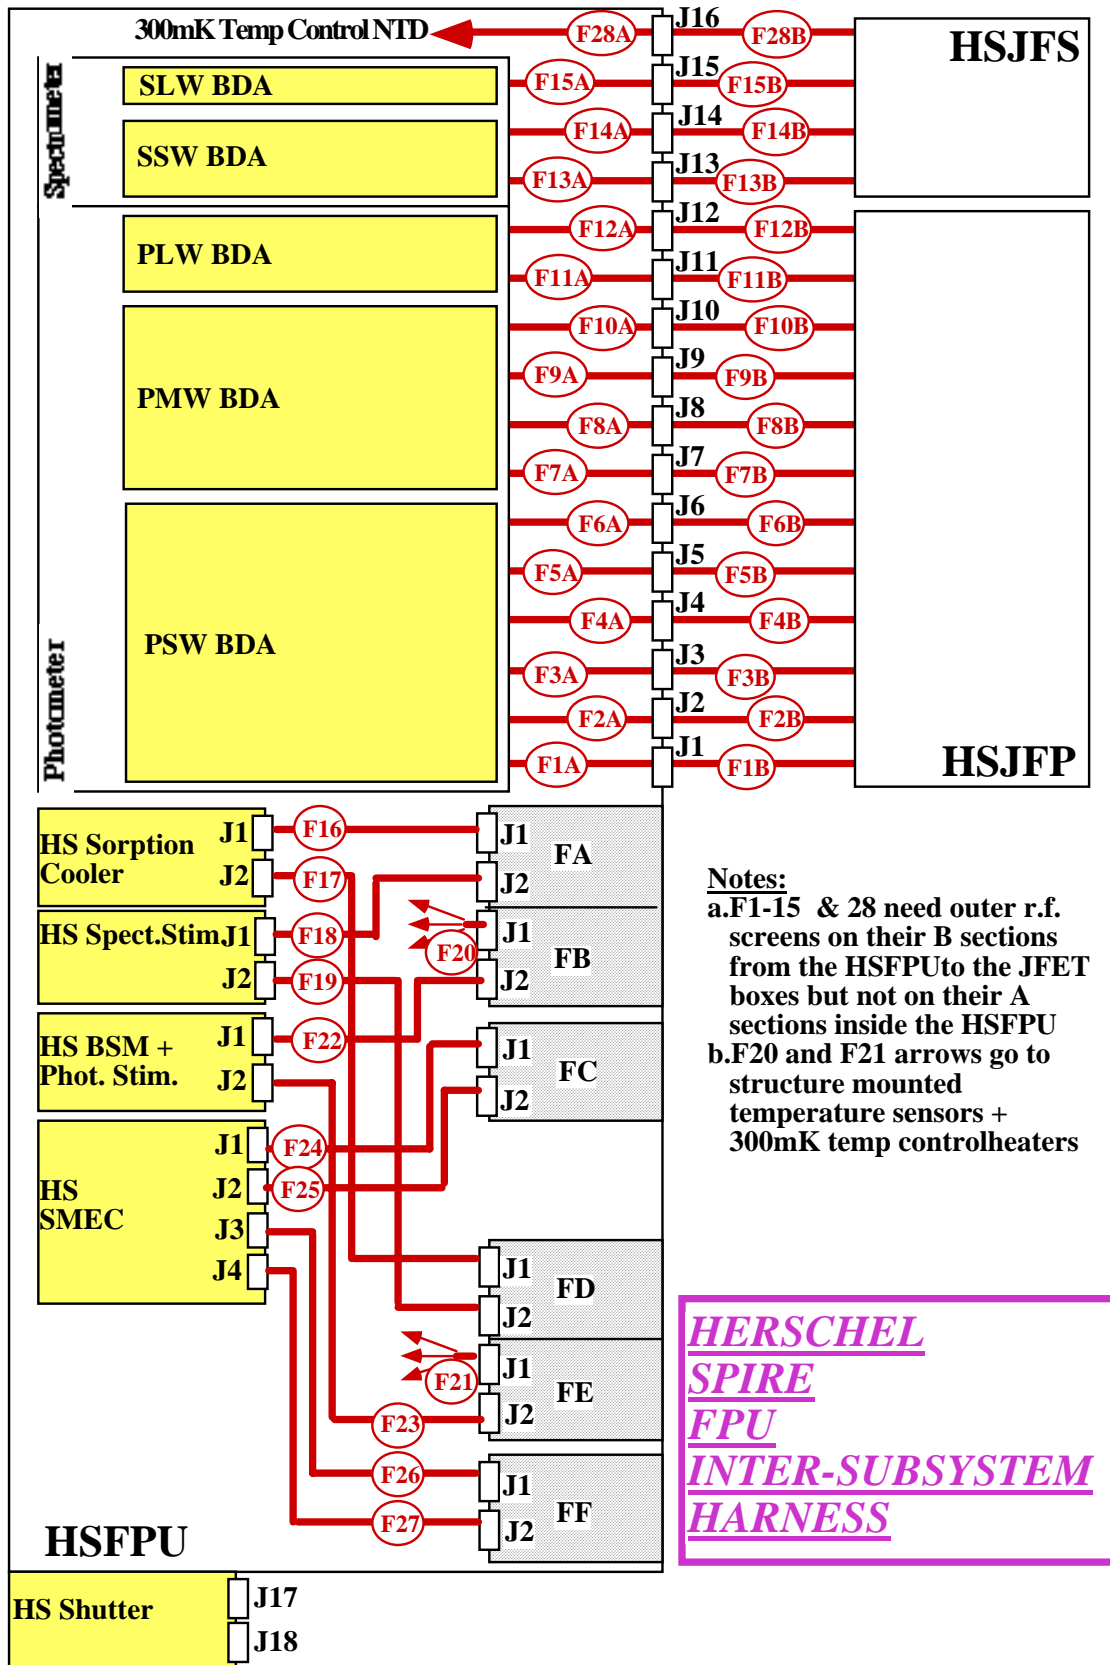 300mK Temp Control NTD
F28A
J16
F28B
HSJFS
Spectrometer
SLW BDA
F15A
J15
F15B
SSW BDA
F14A
J14
F14B
F13A
J13
F13B
PLW BDA
F12A
J12
F12B
F11A
J11
F11B
PMW BDA
F10A
J10
F10B
F9A
J9
F9B
F8A
J8
F8B
F7A
J7
F7B
Photometer
PSW BDA
F6A
J6
F6B
F5A
J5
F5B
F4A
J4
F4B
F3A
J3
F3B
F2A
J2
F2B
F1A
J1
F1B
HSJFP
HS Sorption
Cooler
J1
F16
J1
FA
J2
F17
J2
HS Spect.Stim.
J1
F18
F20
J1
FB
J2
F19
J2
HS BSM +
Phot. Stim.
J1
F22
J1
FC
J2
J2
HS
SMEC
J1
F24
J2
F25
J3
J4
J1
FD
J2
F21
J1
FE
F23
J2
F26
J1
FF
F27
J2
HSFPU
HS Shutter
J17
J18
Notes:
a.F1-15 & 28 need outer r.f.
screens on their B sections
from the HSFPUto the JFET
boxes but not on their A
sections inside the HSFPU
b.F20 and F21 arrows go to
structure mounted
temperature sensors +
300mK temp controlheaters
HERSCHEL
SPIRE
FPU
INTER-SUBSYSTEM
HARNESS